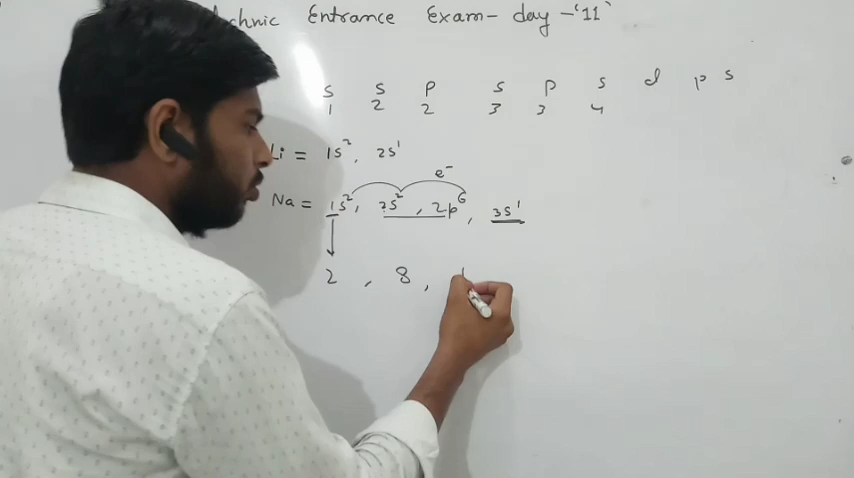 technic Entrance Exam- day -'11'
S S P S P S d p s
1 2 2 3 3 4
Li = 1s², 2s¹
e⁻
Na = 1s², 2s², 2p⁶, 3s¹
2, 8, 1